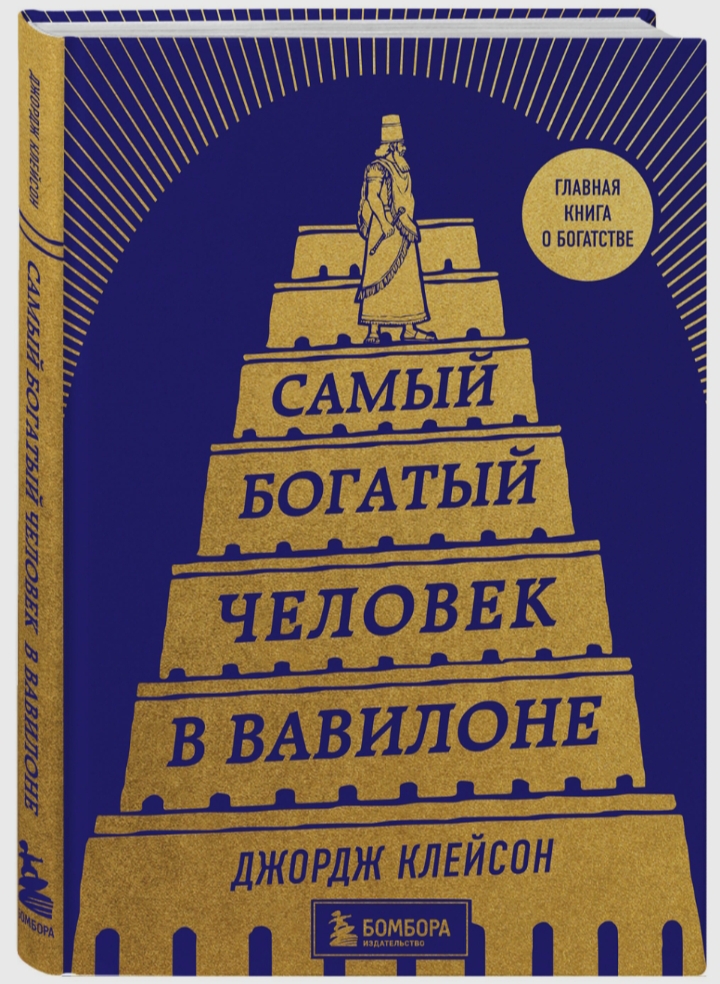 ДЖОРДЖ КЛЕЙСОН
САМЫЙ БОГАТЫЙ ЧЕЛОВЕК В ВАВИЛОНЕ
БОМБОРА
ГЛАВНАЯ
КНИГА
О БОГАТСТВЕ
САМЫЙ
БОГАТЫЙ
ЧЕЛОВЕК
В ВАВИЛОНЕ
ДЖОРДЖ КЛЕЙСОН
БОМБОРА
ИЗДАТЕЛЬСТВО